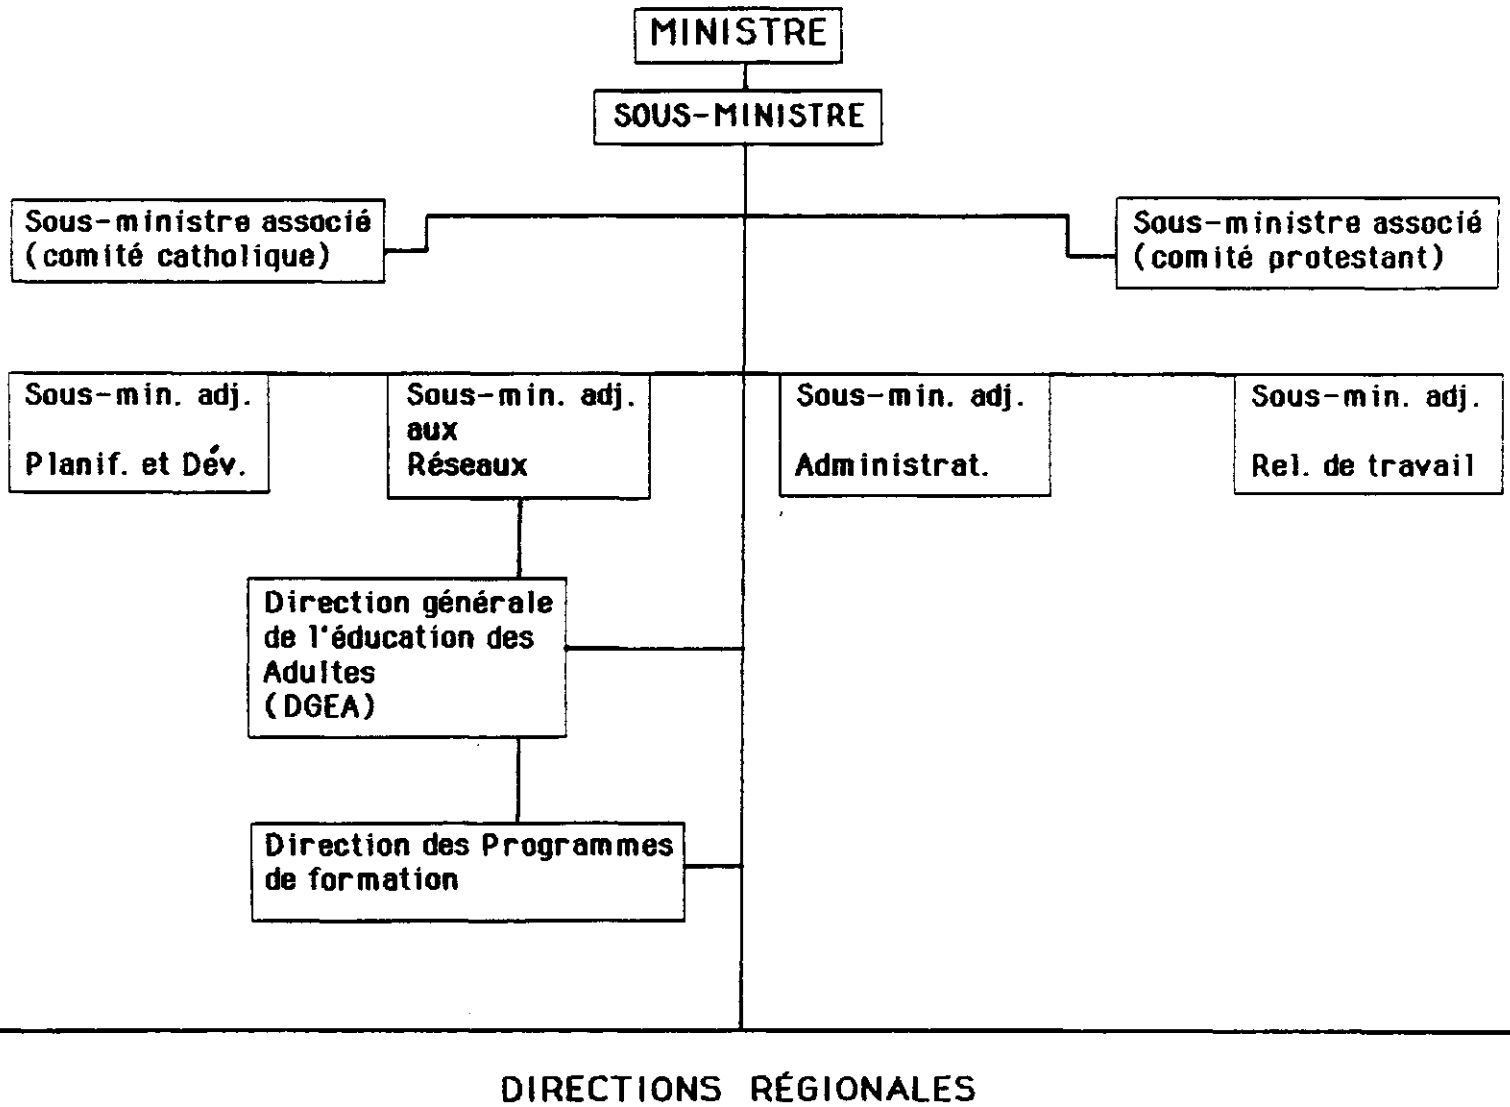 MINISTRE
SOUS-MINISTRE
Sous-ministre associé
(comité catholique)
Sous-ministre associé
(comité protestant)
Sous-min. adj.
Planif. et Dév.
Sous-min. adj.
aux
Réseaux
Sous-min. adj.
Administrat.
Sous-min. adj.
Rel. de travail
Direction générale
de l'éducation des
Adultes
(DGEA)
Direction des Programmes
de formation
DIRECTIONS RÉGIONALES